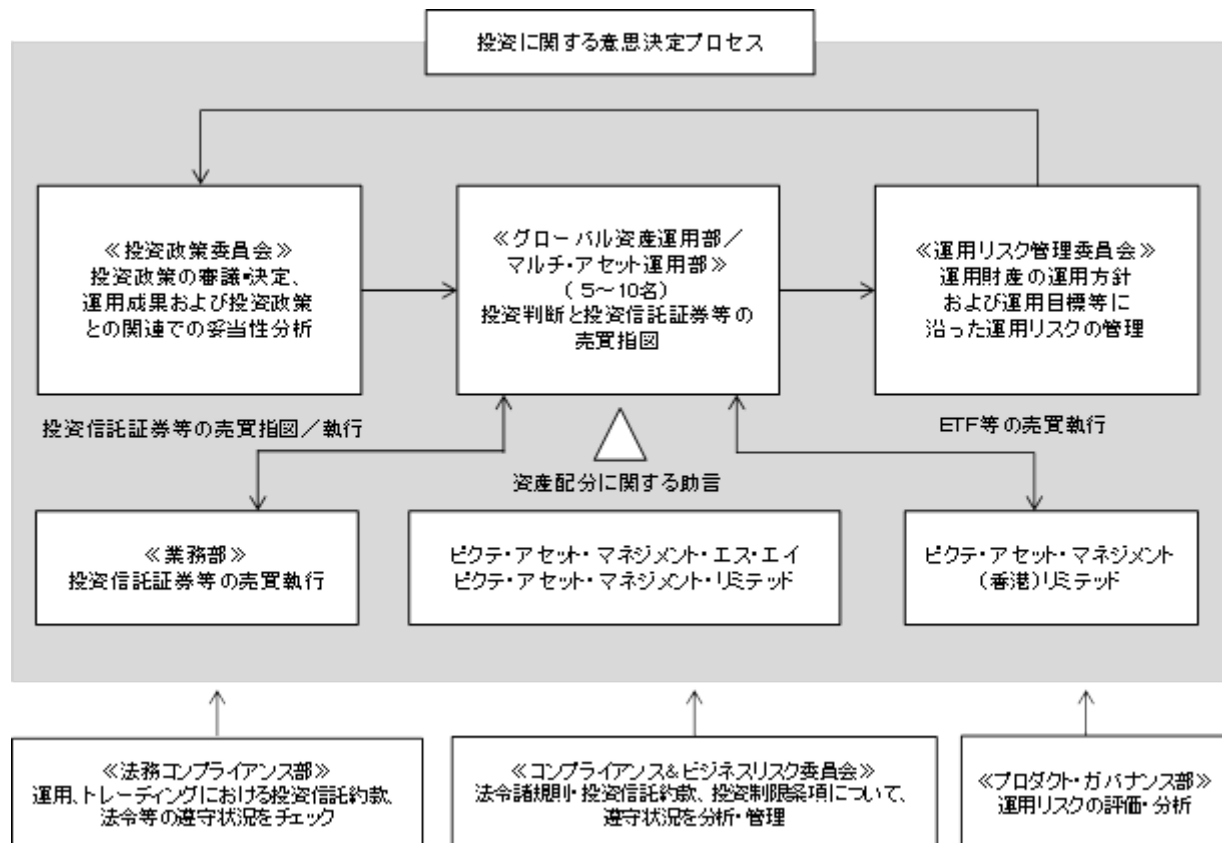 投資に関する意思決定プロセス
≪投資政策委員会≫
投資政策の審議・決定、
運用成果および投資政策
との関連での妥当性分析
≪グローバル資産運用部／
マルチ・アセット運用部≫
（5～10名）
投資判断と投資信託証券等の
売買指図
≪運用リスク管理委員会≫
運用財産の運用方針
および運用目標等に
沿った運用リスクの管理
投資信託証券等の売買指図／執行
ETF等の売買執行
資産配分に関する助言
≪業務部≫
投資信託証券等の売買執行
ピクテ・アセット・マネジメント・エス・エイ
ピクテ・アセット・マネジメント・リミテッド
ピクテ・アセット・マネジメント
（香港）リミテッド
≪法務コンプライアンス部≫
運用、トレーディングにおける投資信託約款、
法令等の遵守状況をチェック
≪コンプライアンス&ビジネスリスク委員会≫
法令諸規則・投資信託約款、投資制限条項について、
遵守状況を分析・管理
≪プロダクト・ガバナンス部≫
運用リスクの評価・分析